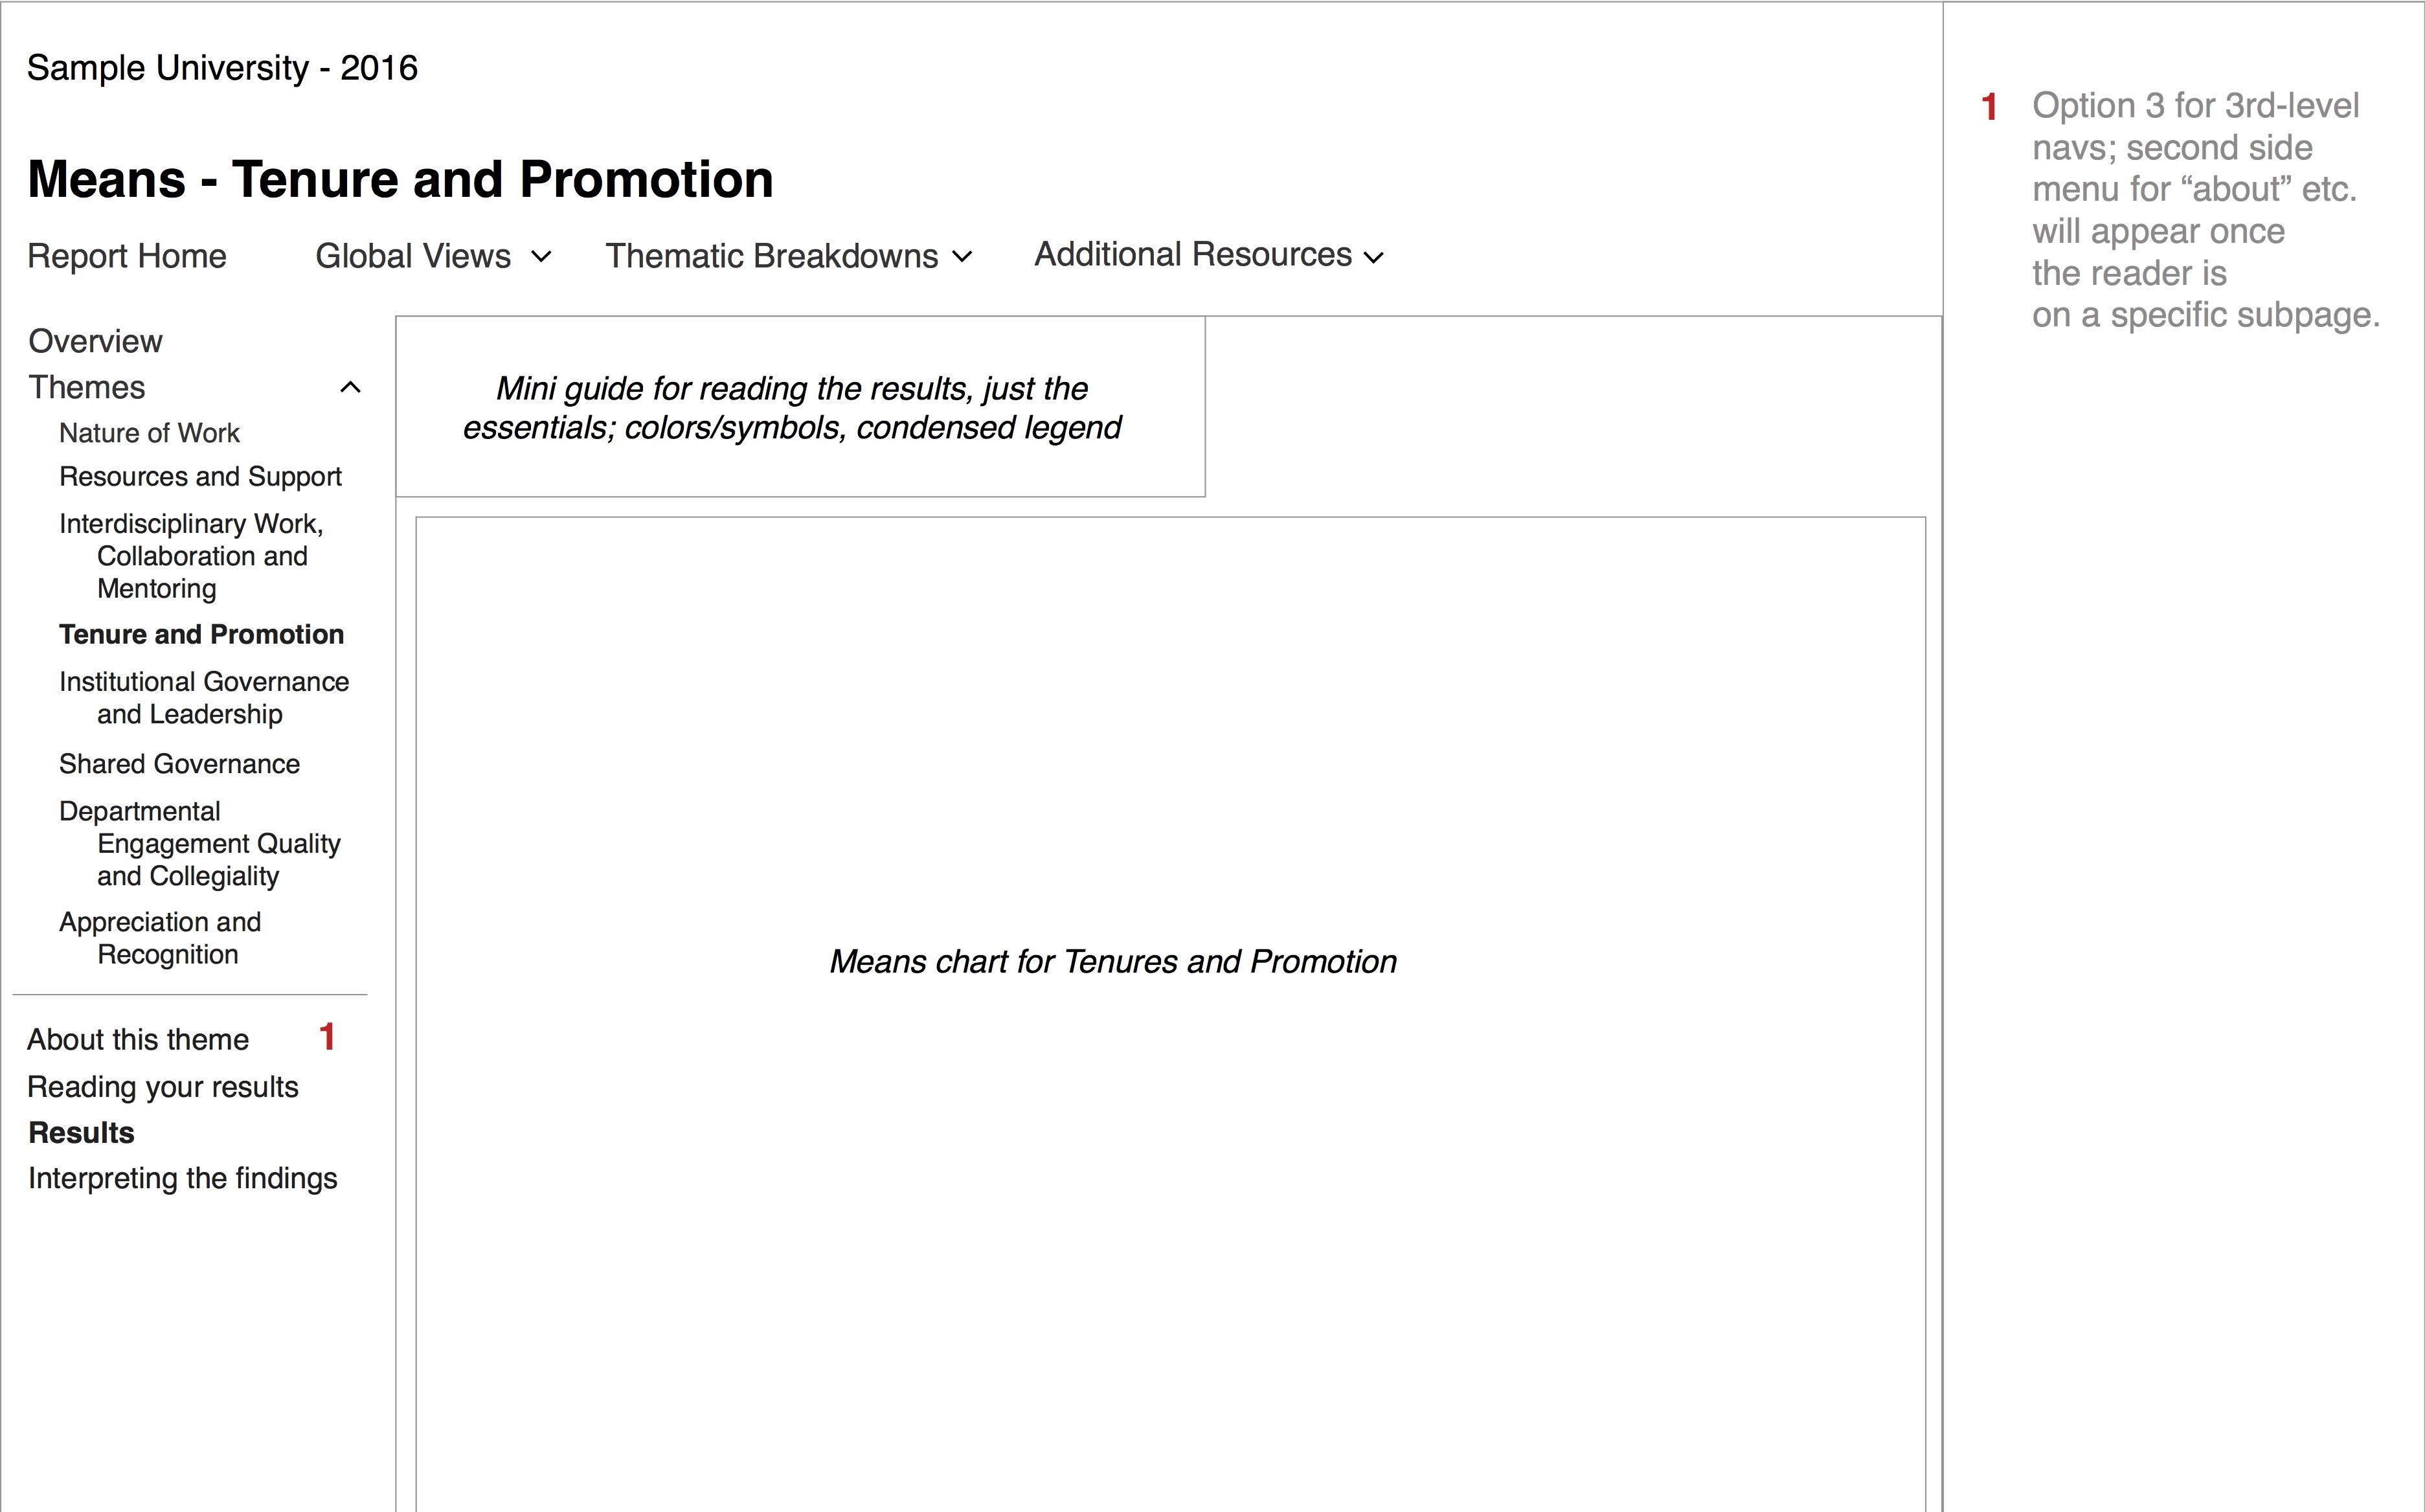 Sample University - 2016
Means - Tenure and Promotion
Report Home Global Views Thematic Breakdowns Additional Resources
Overview
Themes
Nature of Work
Resources and Support
Interdisciplinary Work,
Collaboration and
Mentoring
Tenure and Promotion
Institutional Governance
and Leadership
Shared Governance
Departmental
Engagement Quality
and Collegiality
Appreciation and
Recognition
About this theme 1
Reading your results
Results
Interpreting the findings
Mini guide for reading the results, just the
essentials; colors/symbols, condensed legend
Means chart for Tenures and Promotion
1 Option 3 for 3rd-level
navs; second side
menu for “about” etc.
will appear once
the reader is
on a specific subpage.